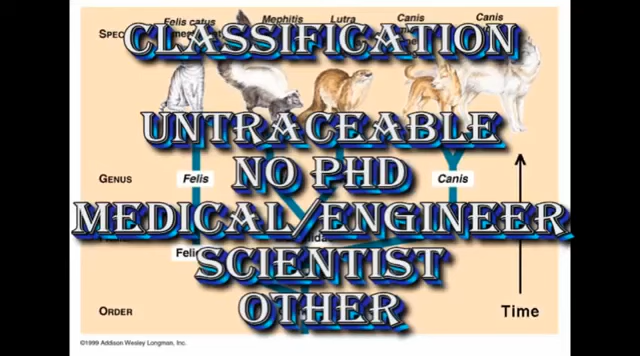 Felis catus Mephitis Lutra Canis Canis
CLASSIFICATION
UNTRACEABLE
NO PHD
GENUS Felis Canis
MEDICAL/ENGINEER
SCIENTIST
OTHER
ORDER Time
©1999 Addison Wesley Longman, Inc.